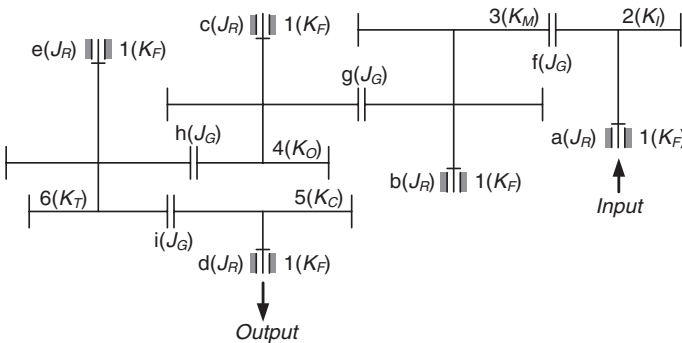 c(J_R) 1(K_F)
3(K_M) 2(K_I)
e(J_R) 1(K_F)
f(J_G)
g(J_G)
h(J_G)
4(K_O)
a(J_R) 1(K_F)
b(J_R) 1(K_F)
6(K_T)
5(K_C)
Input
i(J_G)
d(J_R) 1(K_F)
Output